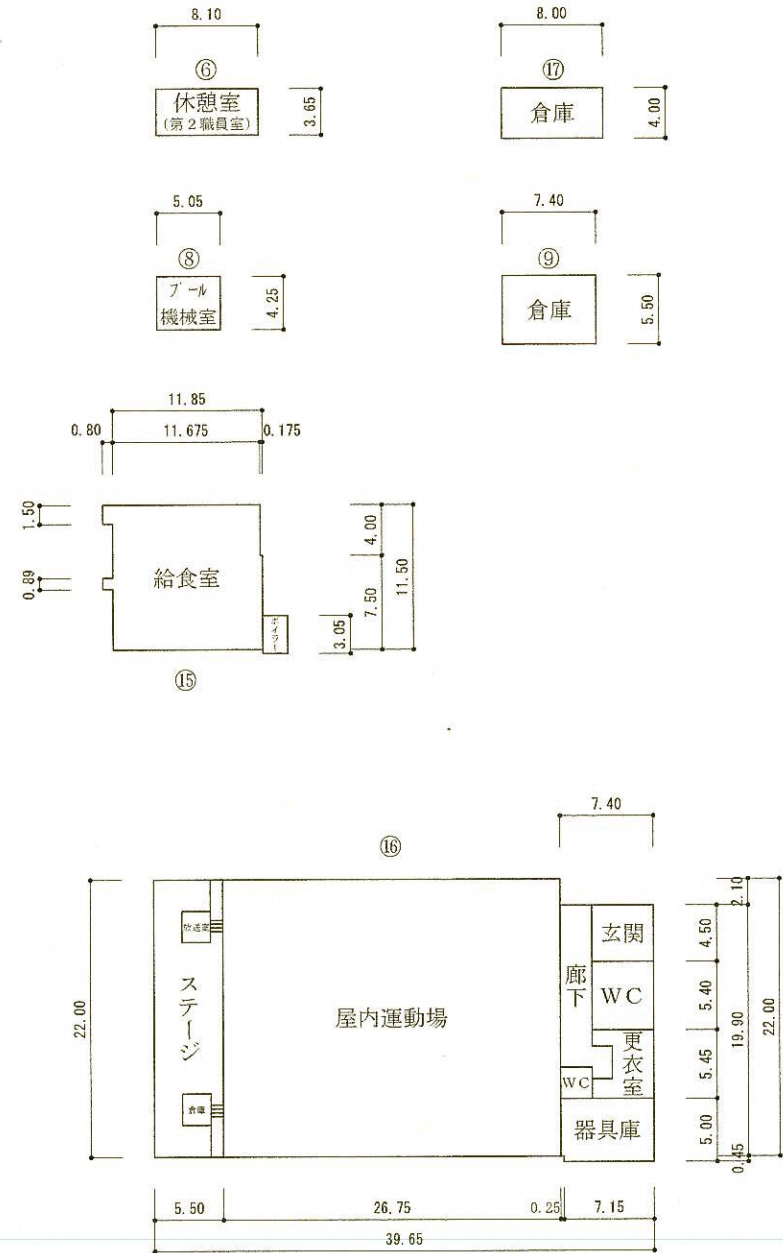 8.10
8.00
⑥
⑰
休憩室
(第2職員室)
3.65
倉庫
4.00
5.05
7.40
⑧
⑨
プール
機械室
4.25
倉庫
5.50
11.85
0.80
11.675
0.175
1.50
0.89
給食室
4.00
7.50
11.50
ボイラー
3.05
⑮
7.40
⑯
22.00
放送室
ステージ
倉庫
屋内運動場
廊下
玄関
WC
更衣室
WC
器具庫
2.10
4.50
5.40
5.45
5.00
19.90
0.45
22.00
5.50
26.75
0.25
7.15
39.65